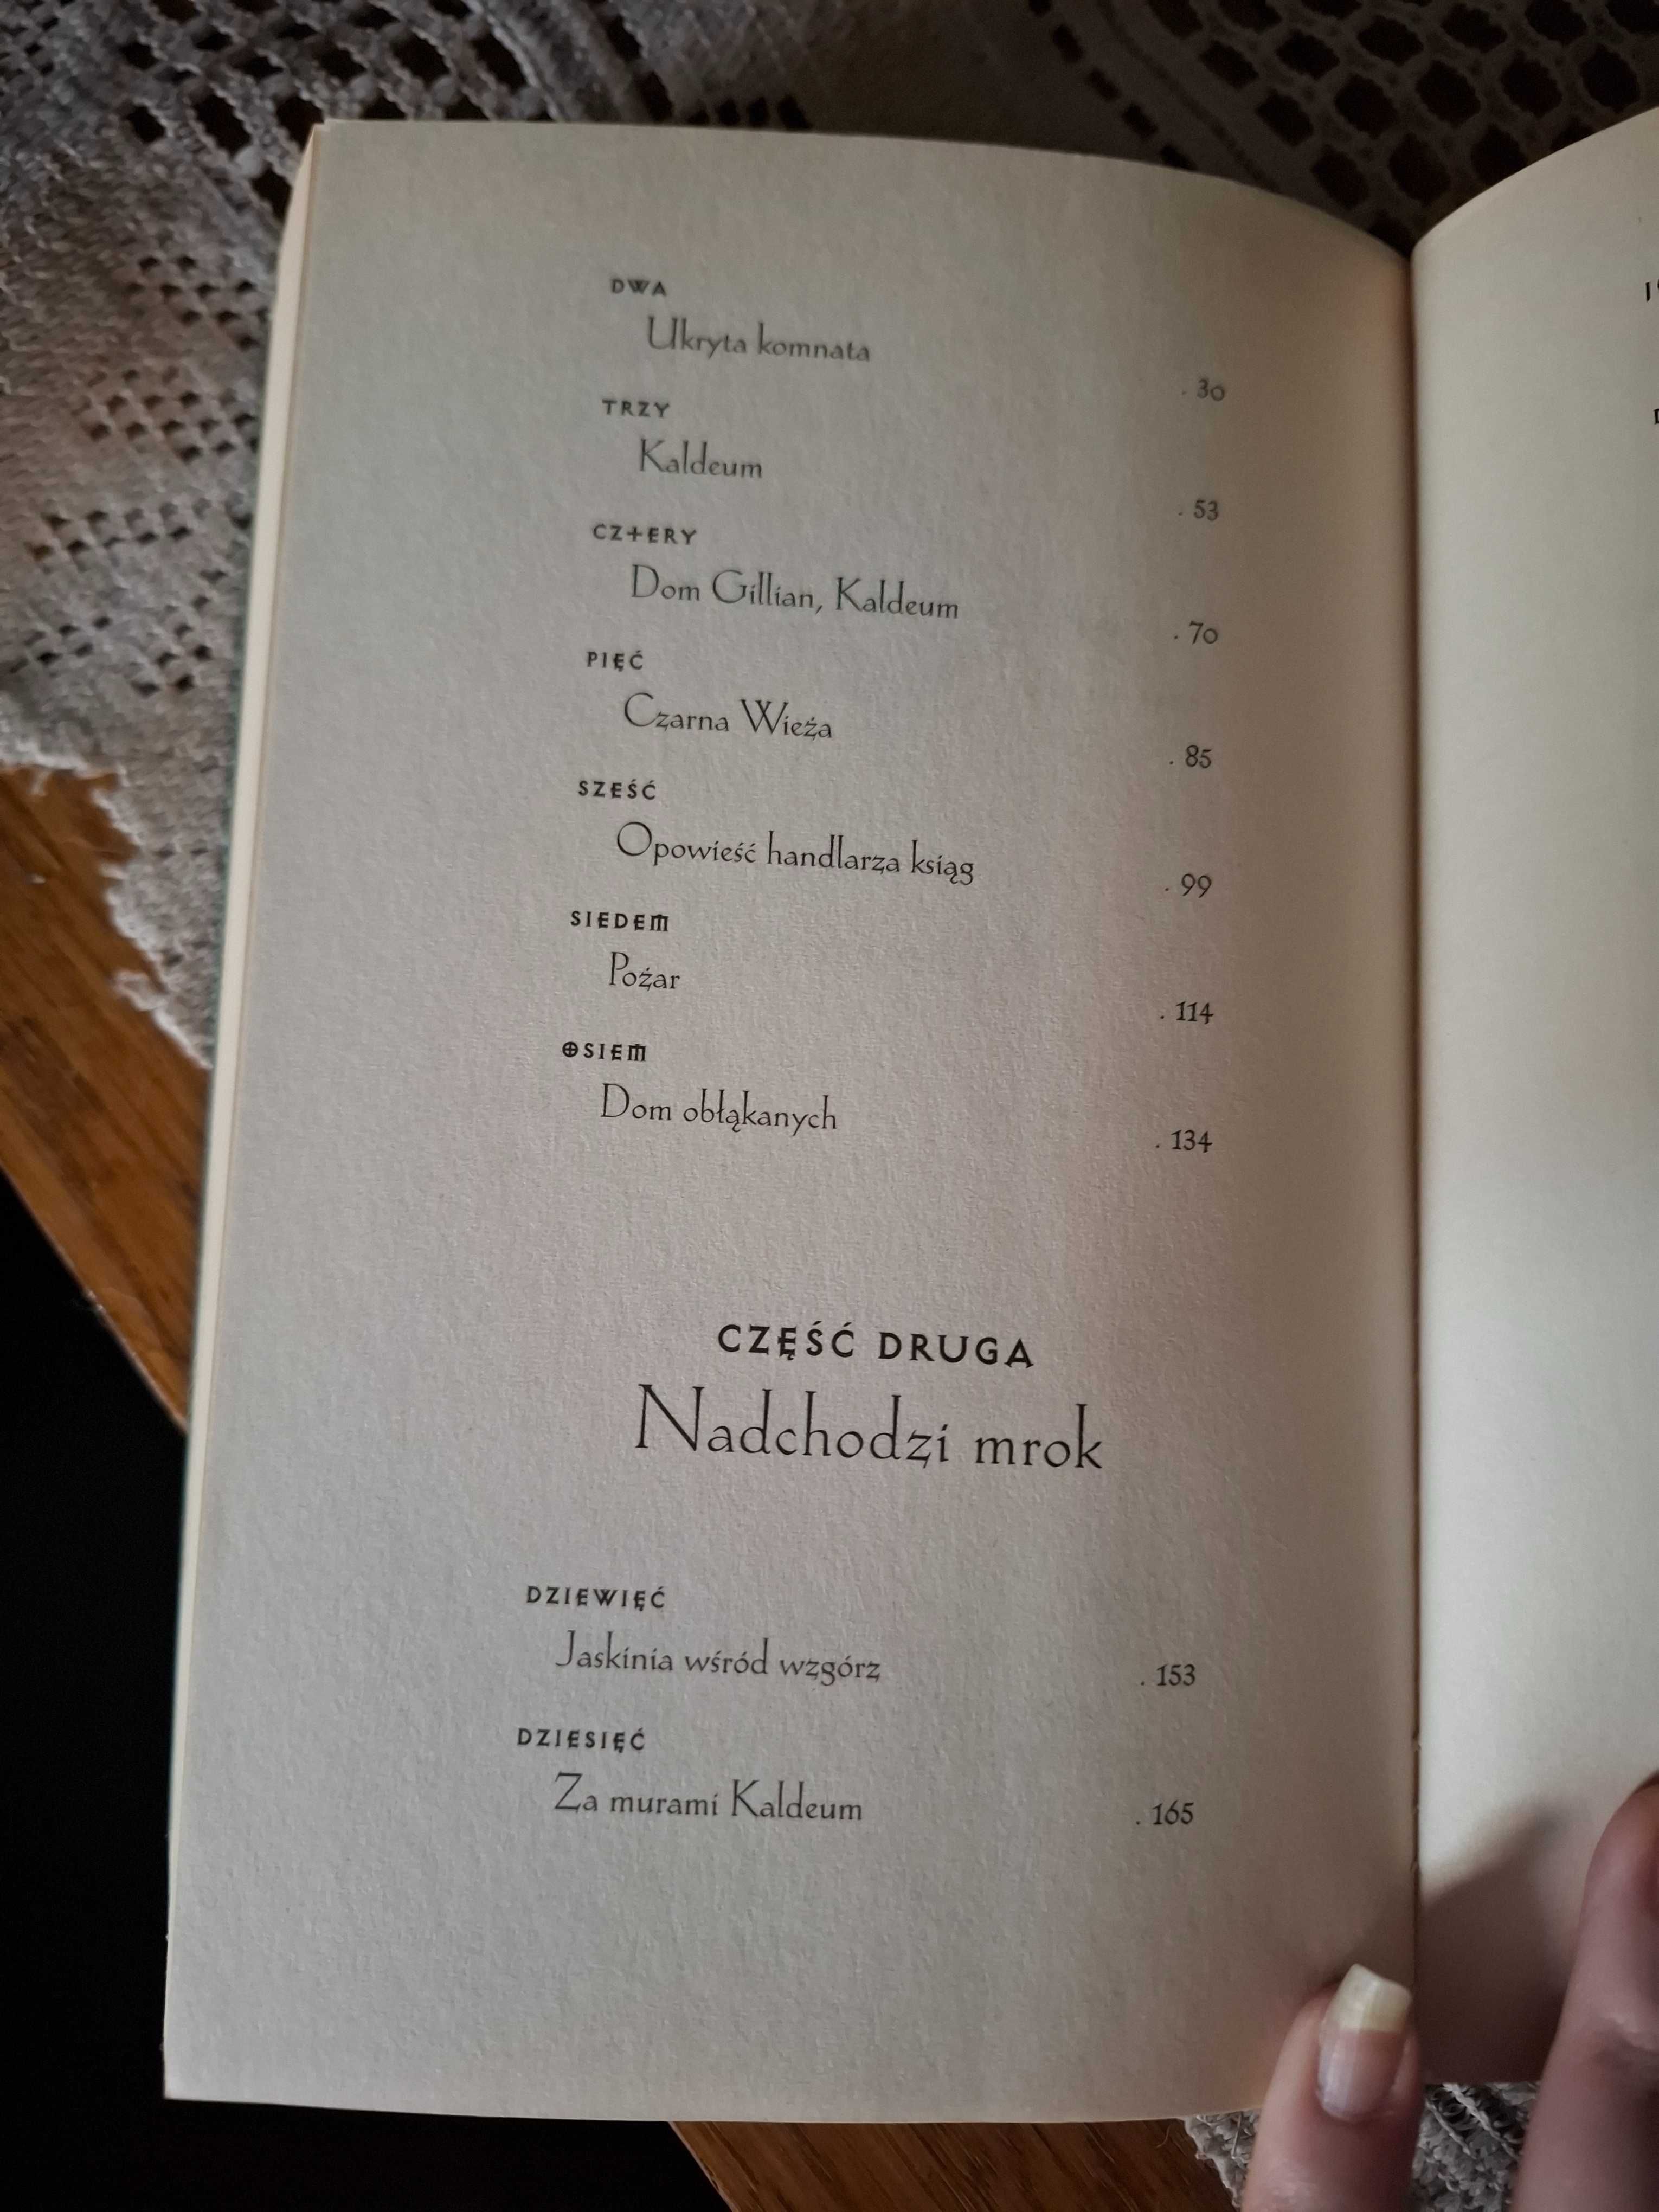 DWA
Ukryta komnata
. 30
TRZY
Kaldeum
. 53
CZTERY
Dom Gillian, Kaldeum
. 70
PIĘĆ
Czarna Wieża
. 85
SZEŚĆ
Opowieść handlarza ksiąg
. 99
SIEDEM
Pożar
. 114
OSIEM
Dom obłąkanych
. 134
CZĘŚĆ DRUGA
Nadchodzi mrok
DZIEWIĘĆ
Jaskinia wśród wzgórz
. 153
DZIESIĘĆ
Za murami Kaldeum
. 165